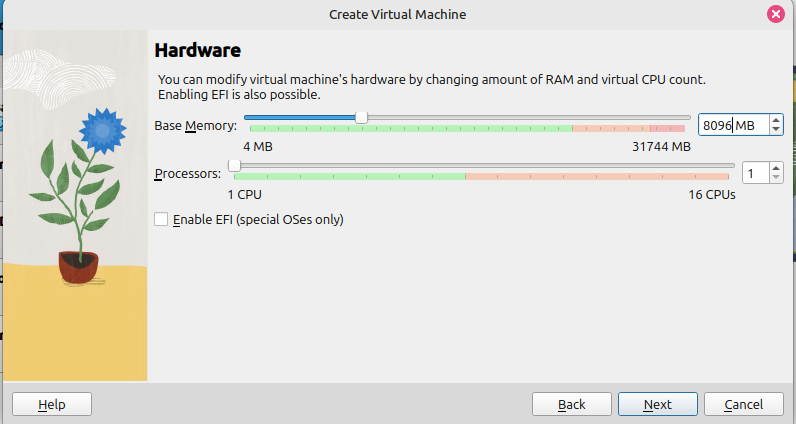 Create Virtual Machine
Hardware
You can modify virtual machine's hardware by changing amount of RAM and virtual CPU count.
Enabling EFI is also possible.
Base Memory: 8096 MB
4 MB 31744 MB
Processors: 1
1 CPU 16 CPUs
Enable EFI (special OSes only)
Help Back Next Cancel